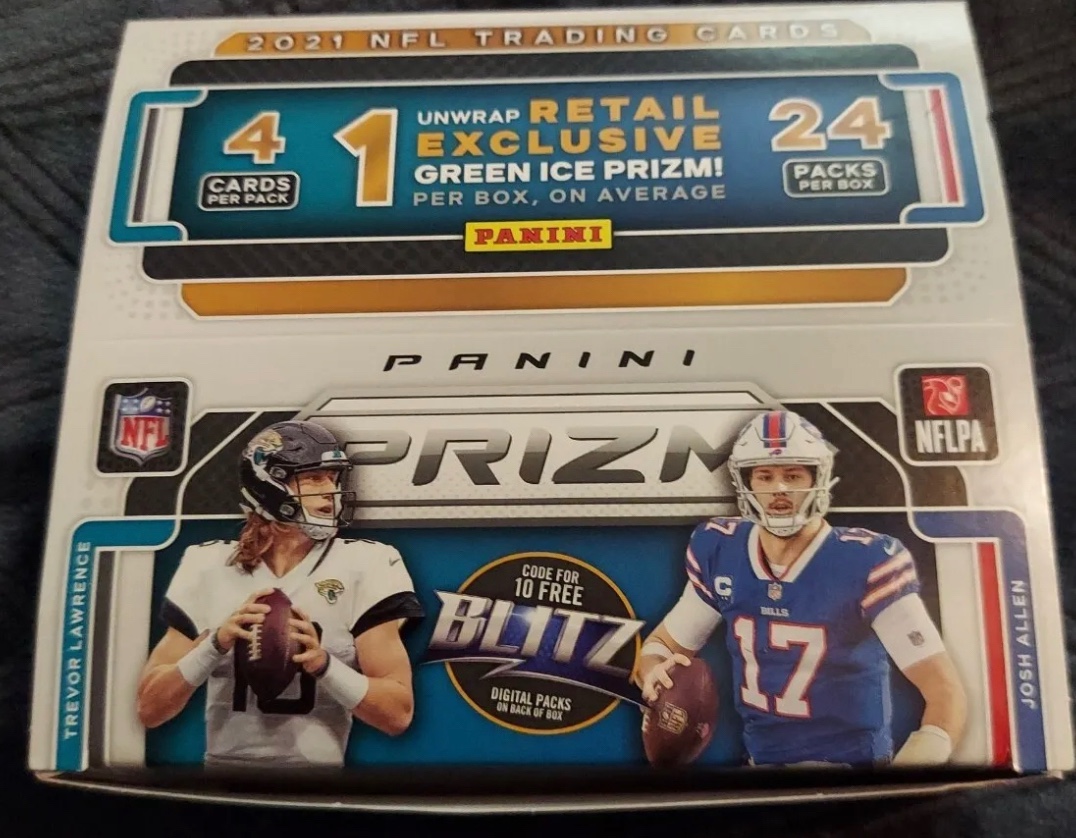 2021 NFL TRADING CARDS
4
CARDS
PER PACK
1
UNWRAP RETAIL
EXCLUSIVE
GREEN ICE PRIZM!
PER BOX, ON AVERAGE
24
PACKS
PER BOX
PANINI
PANINI
NFL
PRIZM
NFLPA
TREVOR LAWRENCE
CODE FOR
10 FREE
BLITZ
DIGITAL PACKS
ON BACK OF BOX
17
C
BILLS
17
JOSH ALLEN